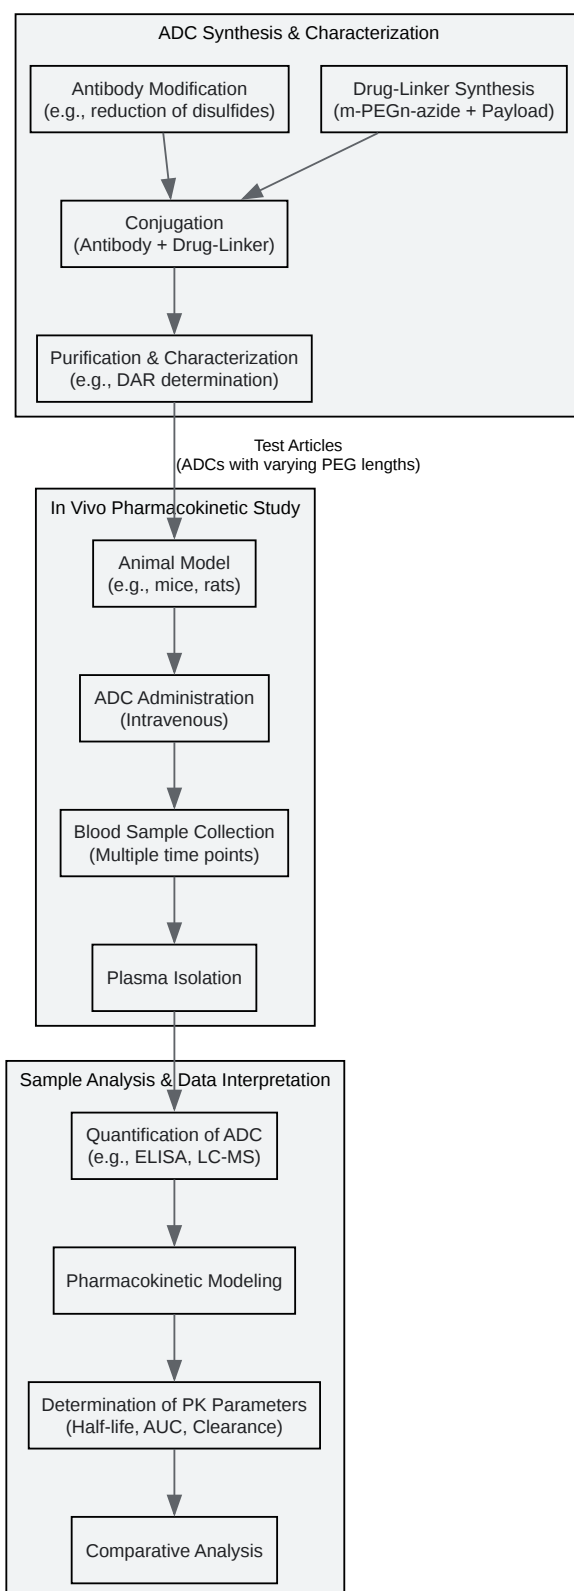 ADC Synthesis & Characterization
Antibody Modification
(e.g., reduction of disulfides)
Drug-Linker Synthesis
(m-PEGn-azide + Payload)
Conjugation
(Antibody + Drug-Linker)
Purification & Characterization
(e.g., DAR determination)
Test Articles
(ADCs with varying PEG lengths)
In Vivo Pharmacokinetic Study
Animal Model
(e.g., mice, rats)
ADC Administration
(Intravenous)
Blood Sample Collection
(Multiple time points)
Plasma Isolation
Sample Analysis & Data Interpretation
Quantification of ADC
(e.g., ELISA, LC-MS)
Pharmacokinetic Modeling
Determination of PK Parameters
(Half-life, AUC, Clearance)
Comparative Analysis